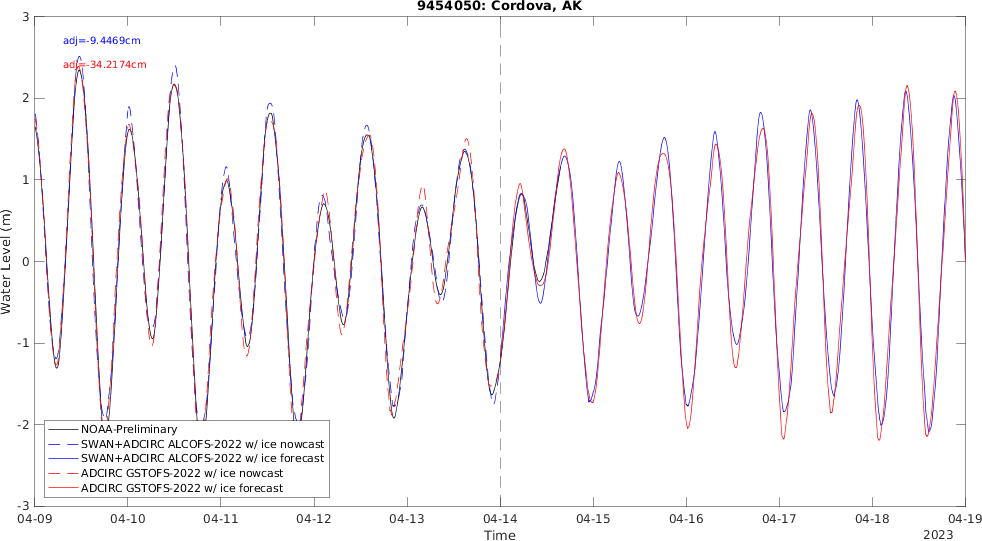 9454050: Cordova, AK
adj=-9.4469cm
adj=-34.2174cm
Water Level (m)
3
2
1
0
-1
-2
-3
NOAA-Preliminary
SWAN+ADCIRC ALCOFS-2022 w/ ice nowcast
SWAN+ADCIRC ALCOFS-2022 w/ ice forecast
ADCIRC GSTOFS-2022 w/ ice nowcast
ADCIRC GSTOFS-2022 w/ ice forecast
04-09 04-10 04-11 04-12 04-13 04-14 04-15 04-16 04-17 04-18 04-19
Time
2023